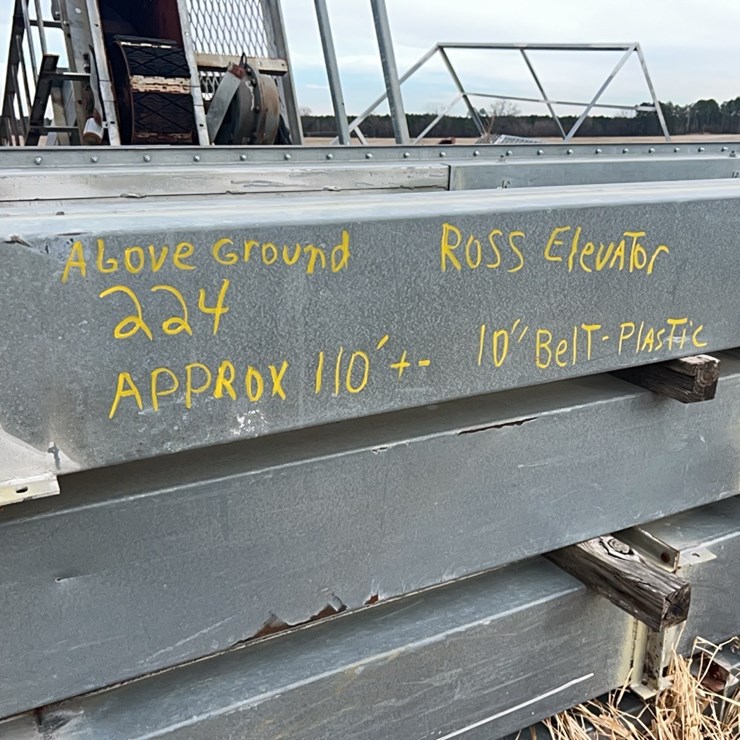 Above Ground Ross Elevator
224
APPROX 110' +- 10" Belt-Plastic